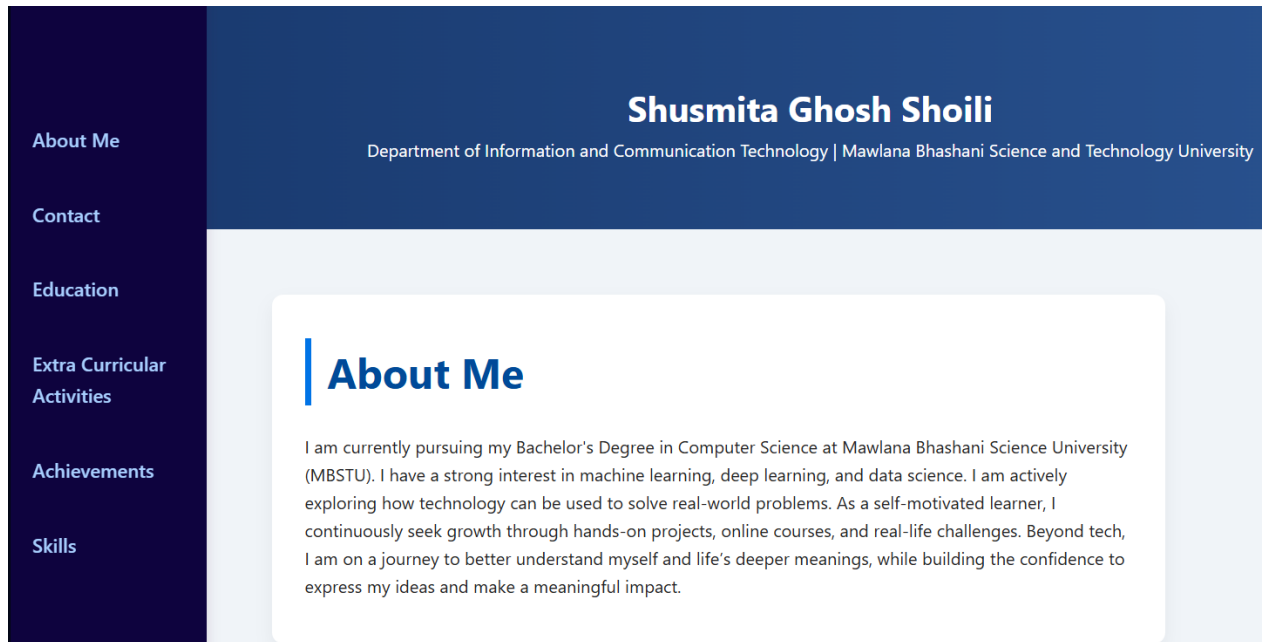 About Me
Contact
Education
Extra Curricular
Activities
Achievements
Skills
Shusmita Ghosh Shoili
Department of Information and Communication Technology | Mawlana Bhashani Science and Technology University
About Me
I am currently pursuing my Bachelor's Degree in Computer Science at Mawlana Bhashani Science University
(MBSTU). I have a strong interest in machine learning, deep learning, and data science. I am actively
exploring how technology can be used to solve real-world problems. As a self-motivated learner, I
continuously seek growth through hands-on projects, online courses, and real-life challenges. Beyond tech,
I am on a journey to better understand myself and life’s deeper meanings, while building the confidence to
express my ideas and make a meaningful impact.